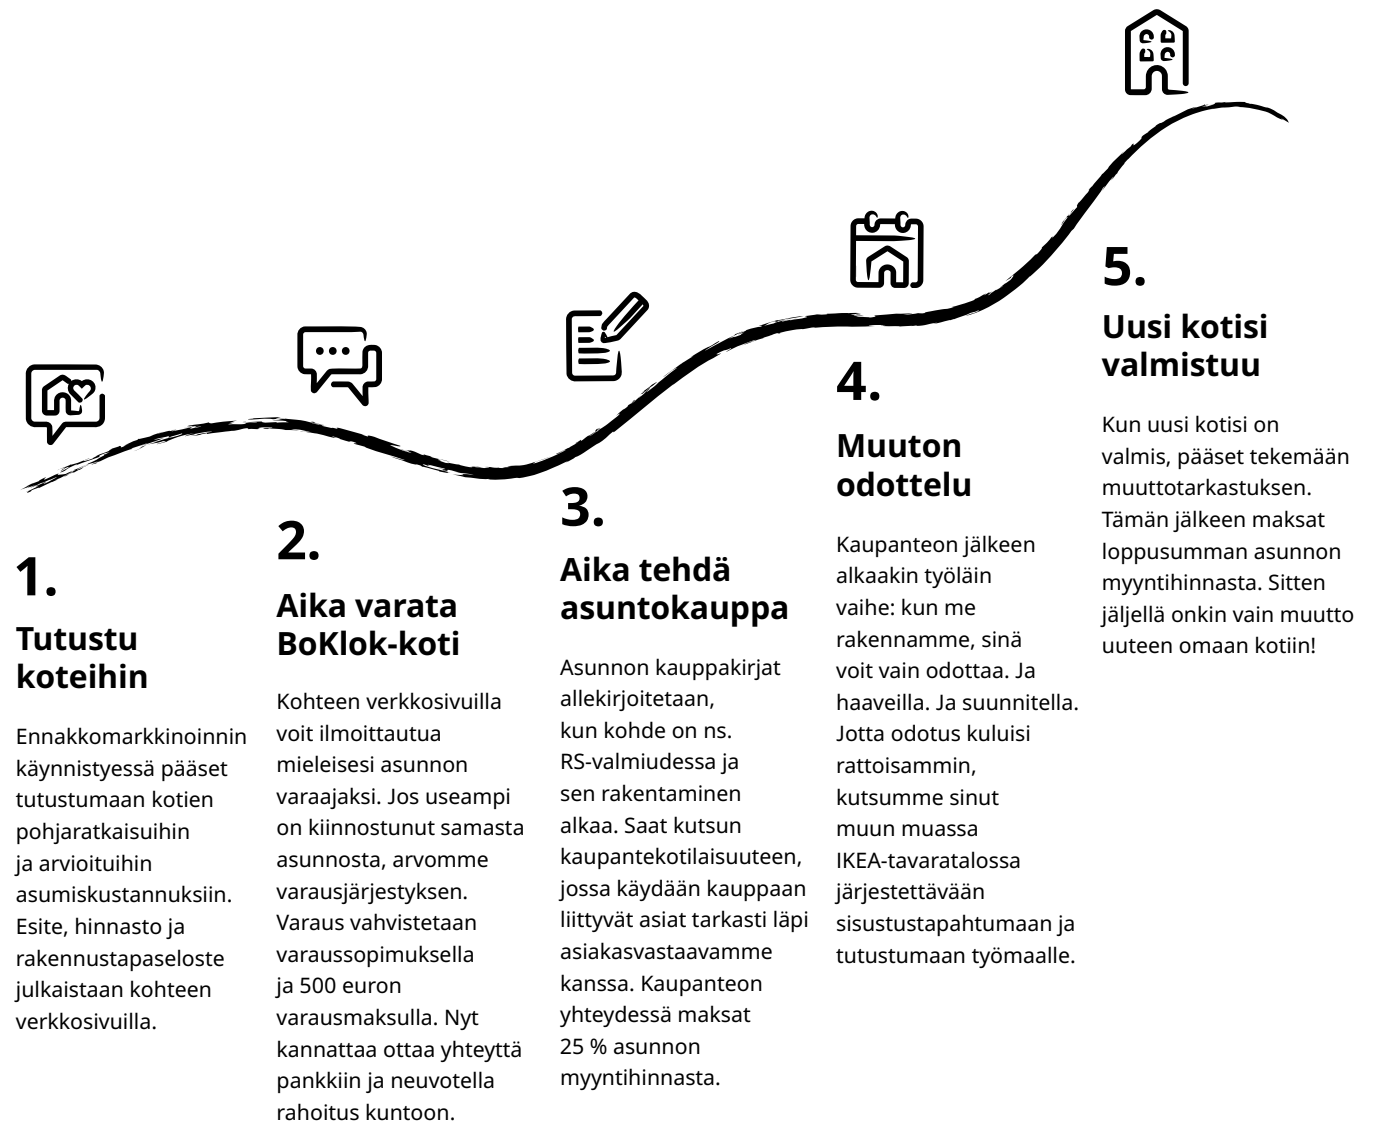 1.
Tutustu
koteihin
Ennakkomarkkinoinnin
käynnistyessä pääset
tutustumaan kotien
pohjaratkaisuihin
ja arvioituihin
asumiskustannuksiin.
Esite, hinnasto ja
rakennustapaseloste
julkaistaan kohteen
verkkosivuilla.
2.
Aika varata
BoKlok-koti
Kohteen verkkosivuilla
voit ilmoittautua
mieleisesi asunnon
varaajaksi. Jos useampi
on kiinnostunut samasta
asunnosta, arvomme
varausjärjestyksen.
Varaus vahvistetaan
varaussopimuksella
ja 500 euron
varausmaksulla. Nyt
kannattaa ottaa yhteyttä
pankkiin ja neuvotella
rahoitus kuntoon.
3.
Aika tehdä
asuntokauppa
Asunnon kauppakirjat
allekirjoitetaan,
kun kohde on ns.
RS-valmiudessa ja
sen rakentaminen
alkaa. Saat kutsun
kaupantekotilaisuuteen,
jossa käydään kauppaan
liittyvät asiat tarkasti läpi
asiakasvastaavamme
kanssa. Kaupanteon
yhteydessä maksat
25 % asunnon
myyntihinnasta.
4.
Muuton
odottelu
Kaupanteon jälkeen
alkaakin työläin
vaihe: kun me
rakennamme, sinä
voit vain odottaa. Ja
haaveilla. Ja suunnitella.
Jotta odotus kuluisi
rattoisammin,
kutsumme sinut
muun muassa
IKEA-tavaratalossa
järjestettävään
sisustustapahtumaan ja
tutustumaan työmaalle.
5.
Uusi kotisi
valmistuu
Kun uusi kotisi on
valmis, pääset tekemään
muuttotarkastuksen.
Tämän jälkeen maksat
loppusumman asunnon
myyntihinnasta. Sitten
jäljellä onkin vain muutto
uuteen omaan kotiin!